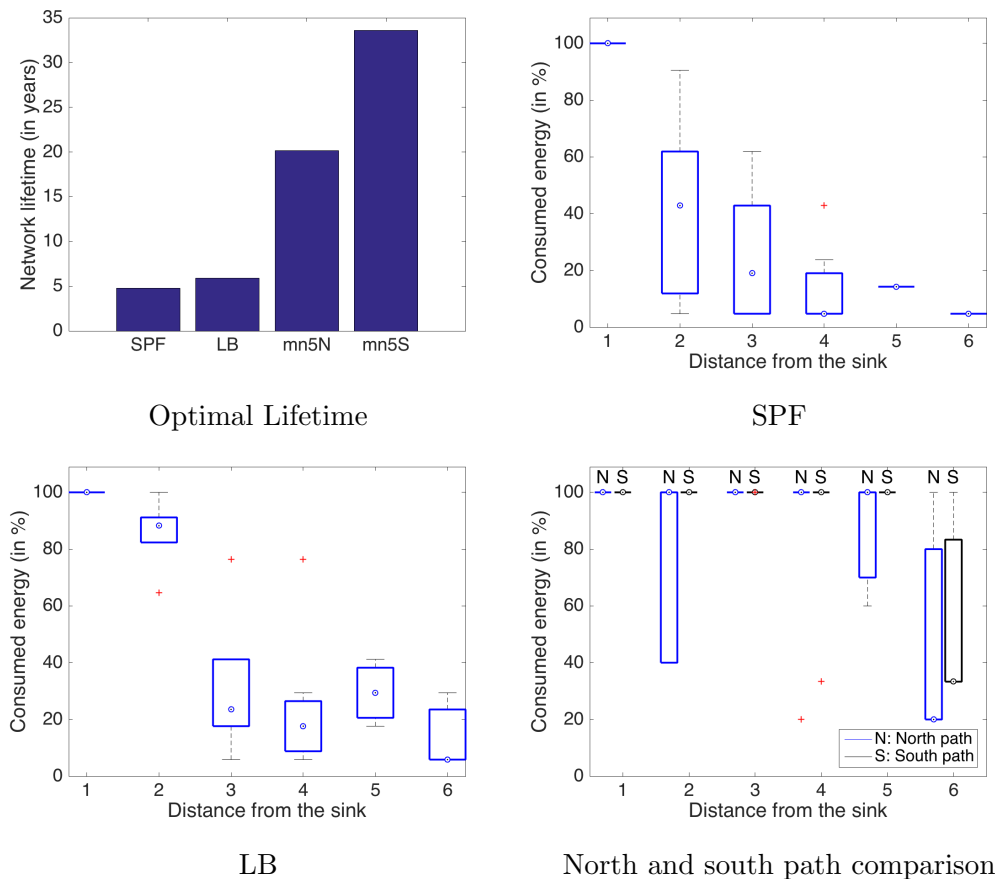 Network lifetime (in years)
35
30
25
20
15
10
5
0
SPF LB mn5N mn5S
Optimal Lifetime
Consumed energy (in %)
100
80
60
40
20
0
1 2 3 4 5 6
Distance from the sink
SPF
Consumed energy (in %)
100
80
60
40
20
0
1 2 3 4 5 6
Distance from the sink
LB
Consumed energy (in %)
100
80
60
40
20
0
N S N S N S N S N S N S
N: North path
S: South path
1 2 3 4 5 6
Distance from the sink
North and south path comparison